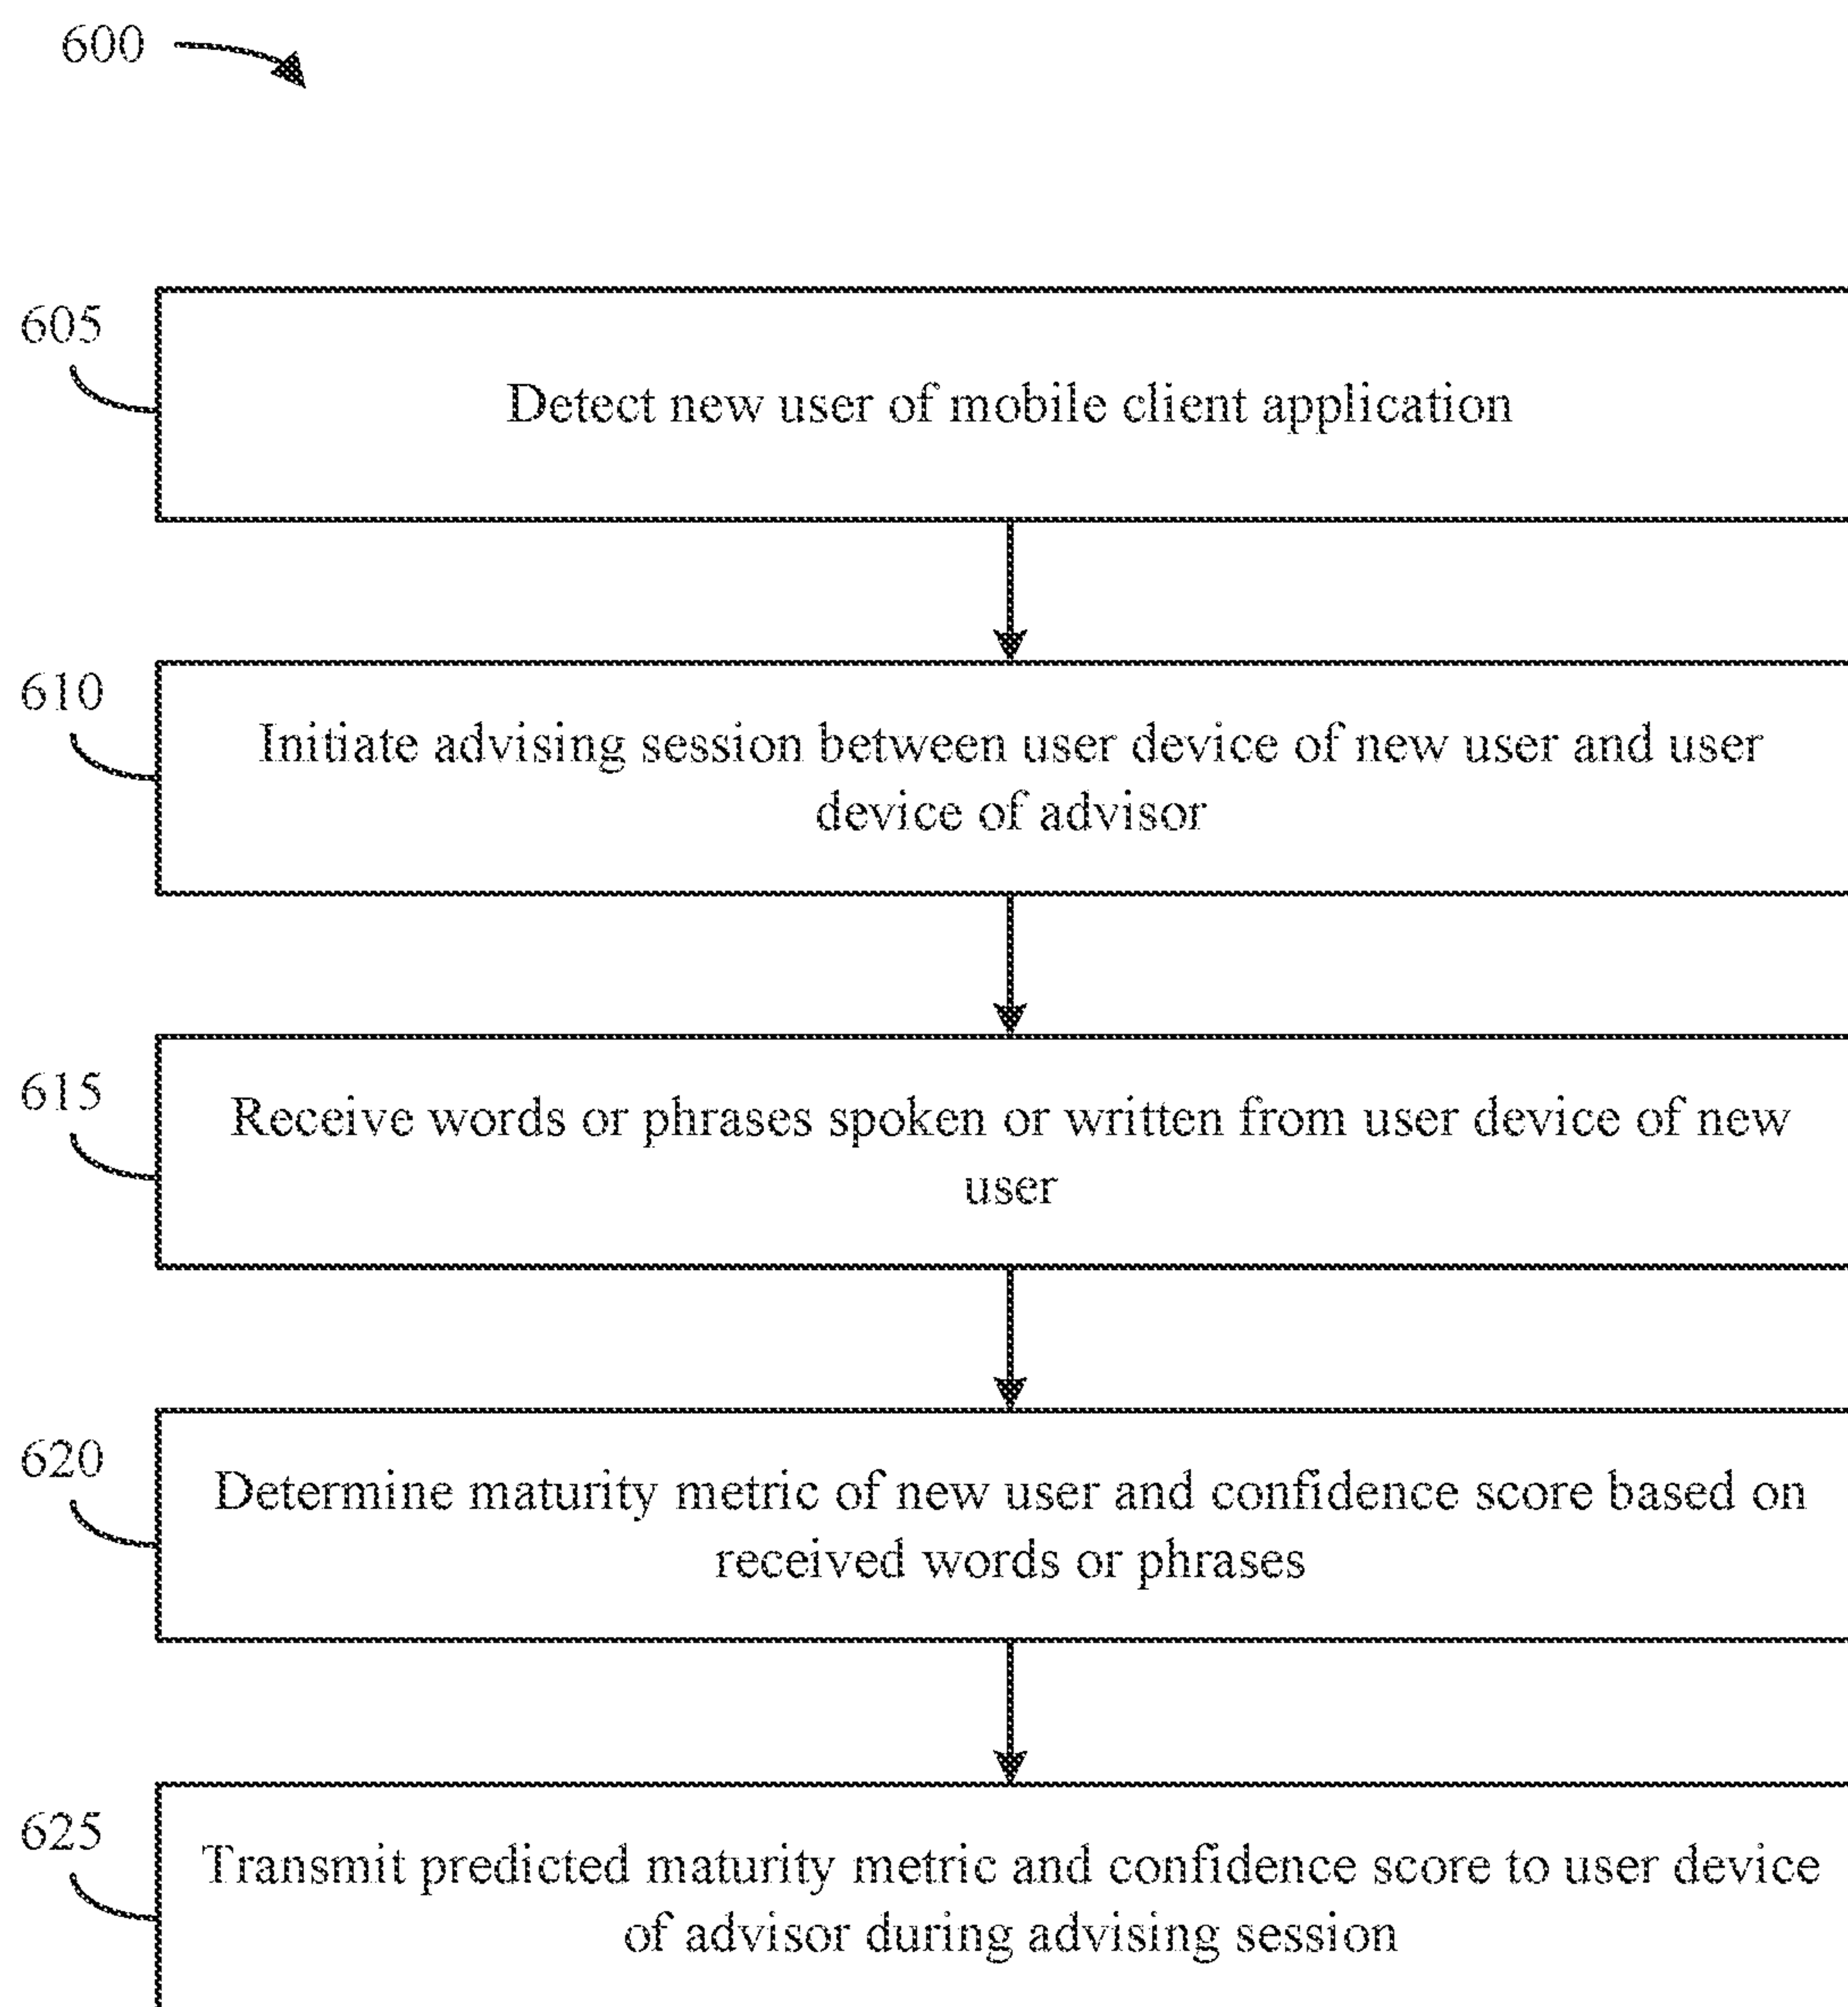 600
605
Detect new user of mobile client application
610
Initiate advising session between user device of new user and user
device of advisor
615
Receive words or phrases spoken or written from user device of new
user
620
Determine maturity metric of new user and confidence score based on
received words or phrases
625
Transmit predicted maturity metric and confidence score to user device
of advisor during advising session